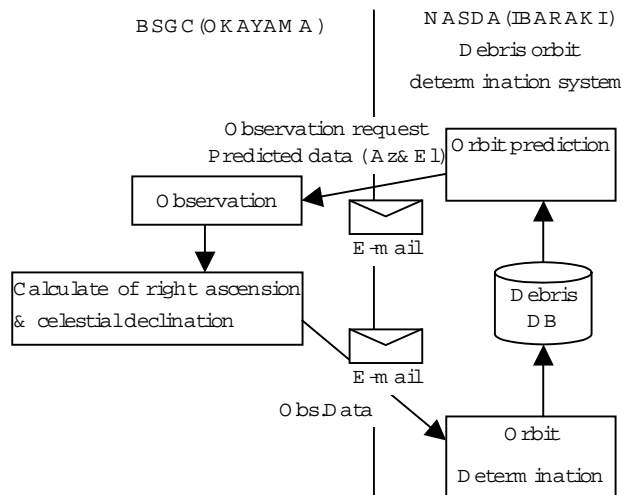 BSGC(OKAYAMA)
NASDA(IBARAKI)
Debris orbit
determination system
Observation request
Predicted data (Az&El)
Orbit prediction
Observation
E-mail
Calculate of right ascension
& celestial declination
Debris
DB
E-mail
Obs.Data
Orbit
Determination